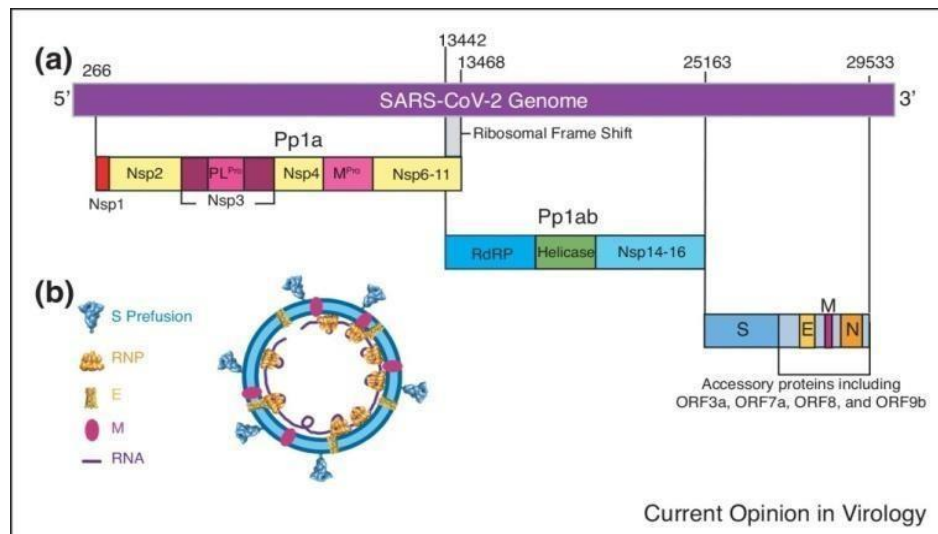 (a)
266
13442
13468
25163
29533
5’
SARS-CoV-2 Genome
3’
Pp1a
Ribosomal Frame Shift
Nsp2
PLPro
Nsp4
MPro
Nsp6-11
Nsp1
Nsp3
Pp1ab
RdRP
Helicase
Nsp14-16
M
S
E
N
Accessory proteins including
ORF3a, ORF7a, ORF8, and ORF9b
(b)
S Prefusion
RNP
E
M
RNA
Current Opinion in Virology